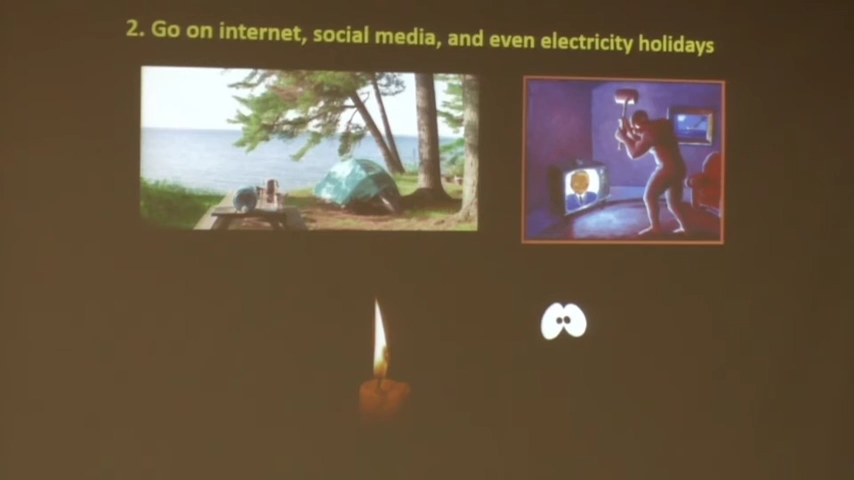 2. Go on internet, social media, and even electricity holidays